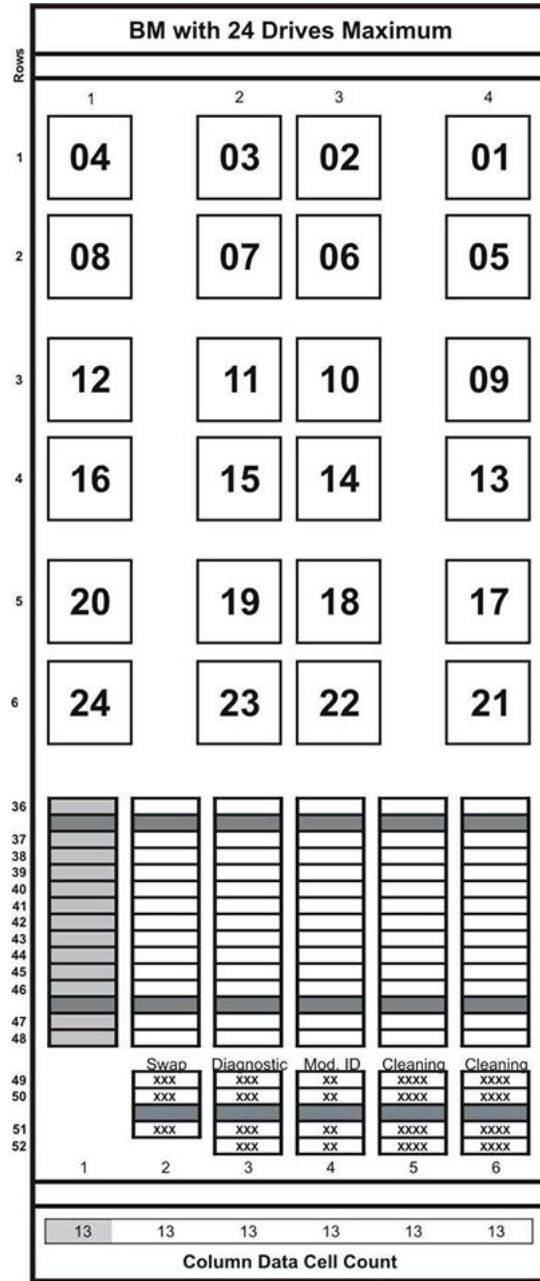 BM with 24 Drives Maximum
Rows
1 2 3 4
1 04 03 02 01
2 08 07 06 05
3 12 11 10 09
4 16 15 14 13
5 20 19 18 17
6 24 23 22 21
36
37
38
39
40
41
42
43
44
45
46
47
48
Swap Diagnostic Mod. ID Cleaning Cleaning
49 xxx xxx xx xxxx xxxx
50 xxx xxx xx xxxx xxxx
51 xxx xxx xx xxxx xxxx
52 xxx xx xxxx xxxx
1 2 3 4 5 6
13 13 13 13 13 13
Column Data Cell Count